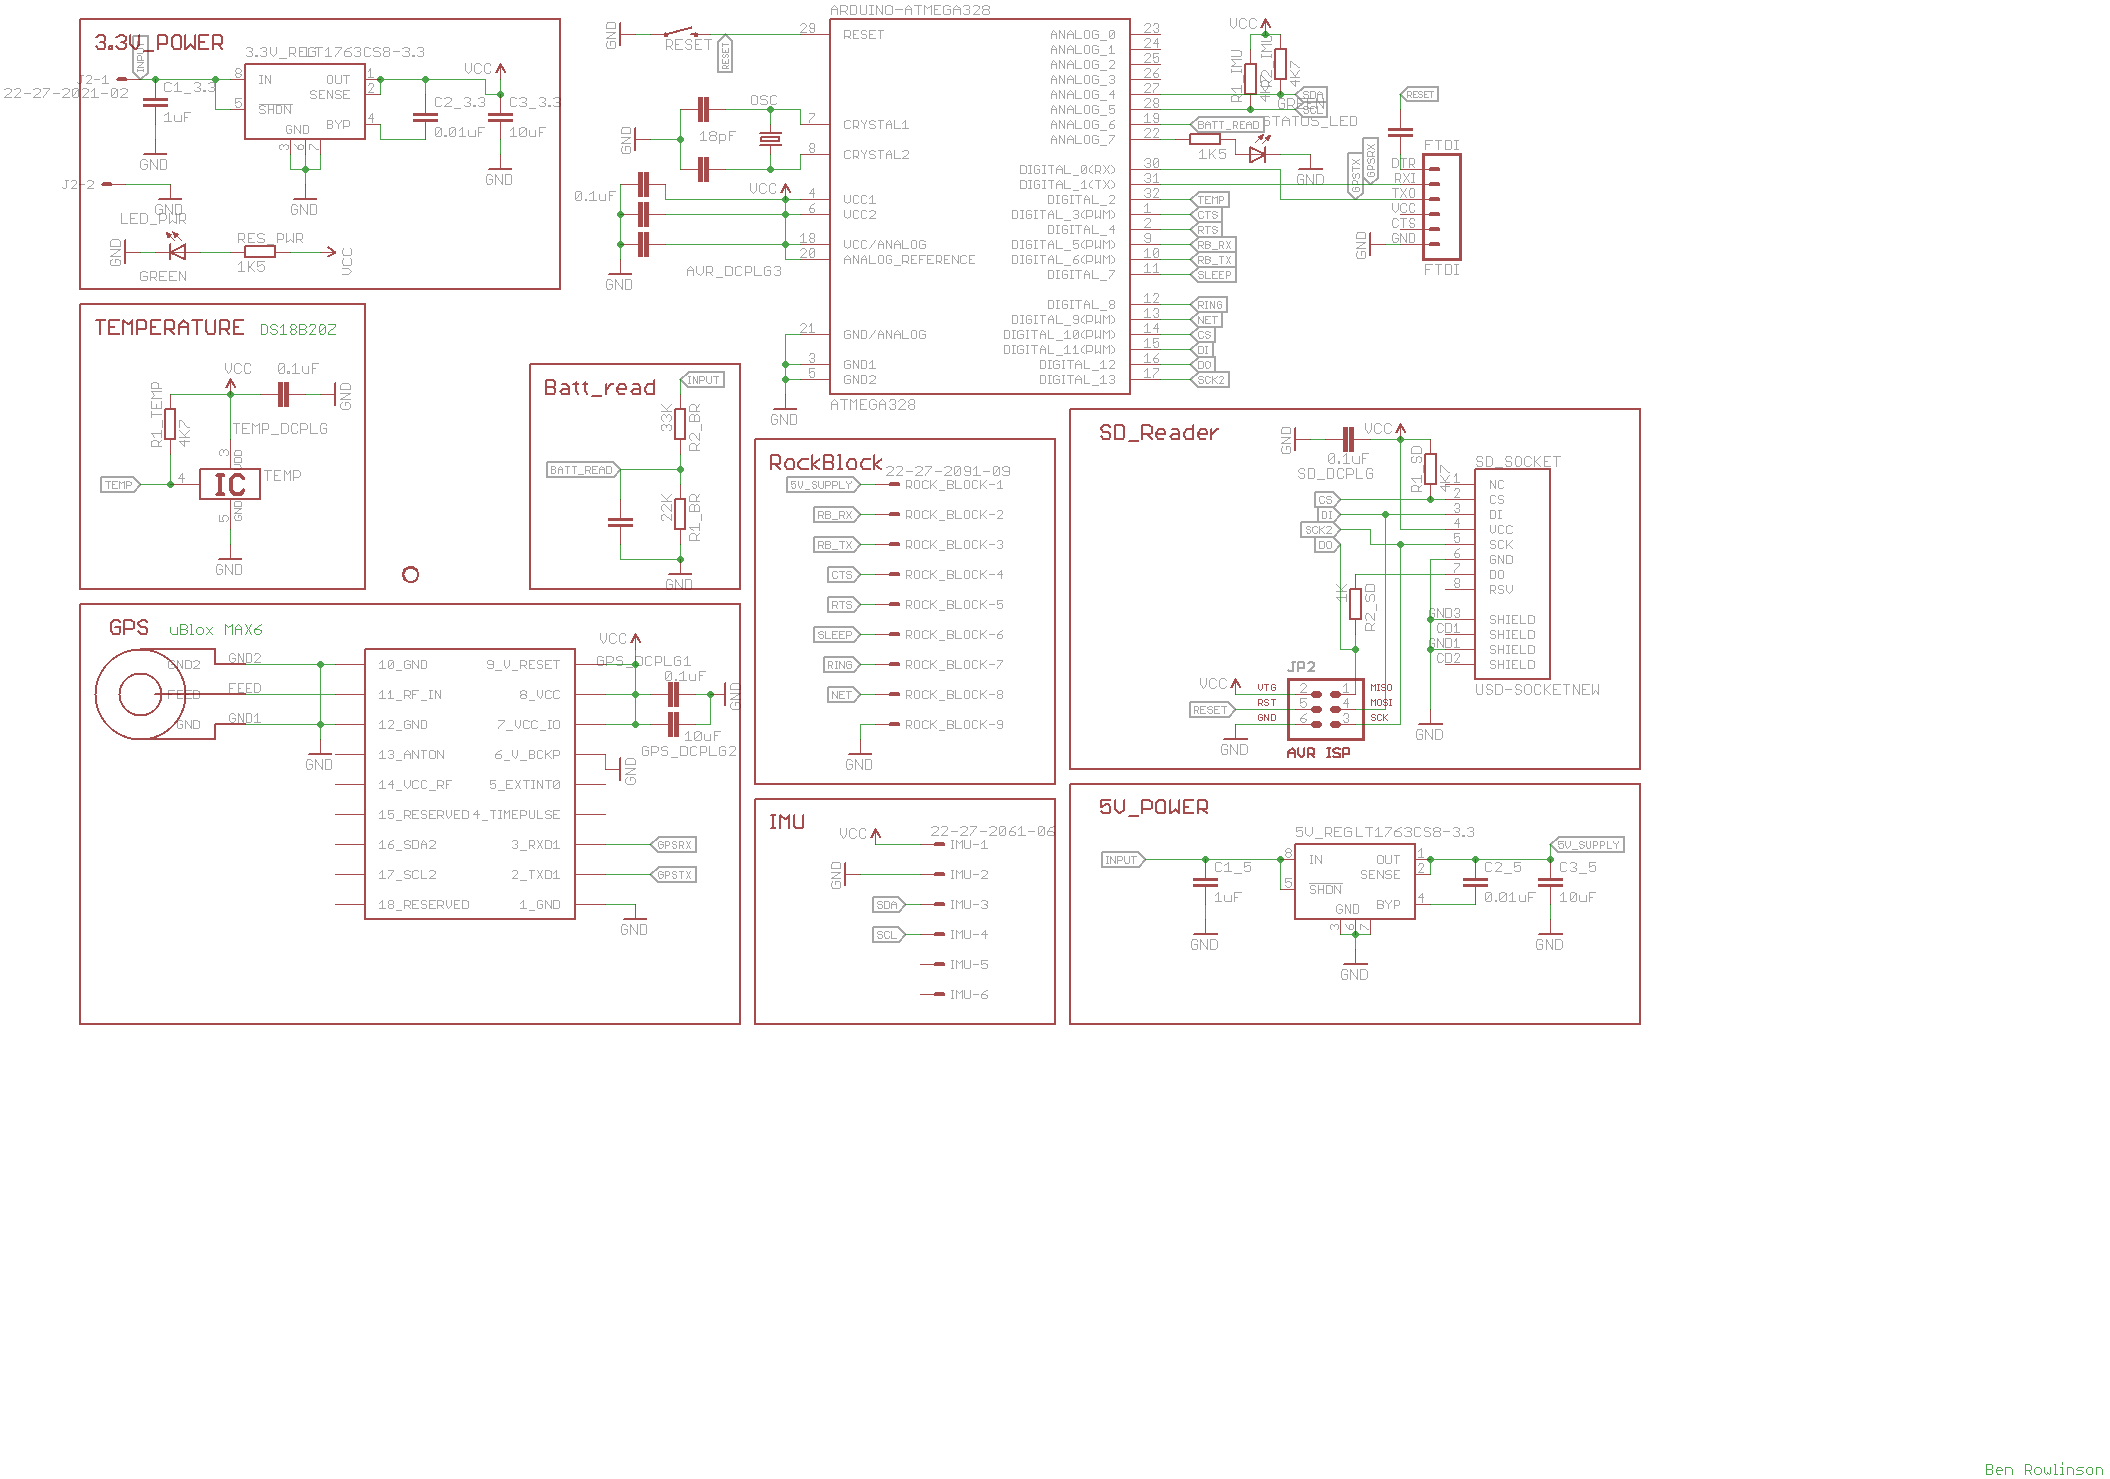 3.3V_POWER
INPUT
3.3V_REG
LT1763CS8-3.3
J2-1
22-27-2021-02
C1_3.3
1uF
GND
8
IN
5
SHDN
OUT
1
SENSE
2
BYP
4
GND
3
6
7
GND
C2_3.3
0.01uF
VCC
C3_3.3
10uF
GND
J2-2
GND
LED_PWR
GND
GREEN
RES_PWR
1K5
VCC
GND
RESET
RESET
GND
18pF
OSC
0.1uF
VCC
GND
AVR_DCPLG3
ARDUINO-ATMEGA328
29
RESET
7
CRYSTAL1
8
CRYSTAL2
4
VCC1
6
VCC2
18
VCC/ANALOG
20
ANALOG_REFERENCE
21
GND/ANALOG
3
GND1
5
GND2
GND
ATMEGA328
ANALOG_0
23
ANALOG_1
24
ANALOG_2
25
ANALOG_3
26
ANALOG_4
27
ANALOG_5
28
ANALOG_6
19
ANALOG_7
22
DIGITAL_0(RX)
30
DIGITAL_1(TX)
31
DIGITAL_2
32
TEMP
DIGITAL_3(PWM)
1
CTS
DIGITAL_4
2
RTS
DIGITAL_5(PWM)
9
RB_RX
DIGITAL_6(PWM)
10
RB_TX
DIGITAL_7
11
SLEEP
DIGITAL_8
12
RING
DIGITAL_9(PWM)
13
NET
DIGITAL_10(PWM)
14
CS
DIGITAL_11(PWM)
15
DI
DIGITAL_12
16
DO
DIGITAL_13
17
SCK2
VCC
R1_IMU
4K7
R2_IMU
4K7
SDA
SCL
GREEN
STATUS_LED
BATT_READ
1K5
GND
GPSTX
GPSRX
RESET
FTDI
DTR
RXI
TXO
VCC
CTS
GND
GND
FTDI
TEMPERATURE
DS18B20Z
VCC
0.1uF
GND
TEMP_DCPLG
R1_TEMP
4K7
3
VDD
TEMP
4
IC
TEMP
5
GND
GND
Batt_read
INPUT
33K
R2_BR
BATT_READ
22K
R1_BR
GND
RockBlock
22-27-2091-09
5V_SUPPLY
ROCK_BLOCK-1
RB_RX
ROCK_BLOCK-2
RB_TX
ROCK_BLOCK-3
CTS
ROCK_BLOCK-4
RTS
ROCK_BLOCK-5
SLEEP
ROCK_BLOCK-6
RING
ROCK_BLOCK-7
NET
ROCK_BLOCK-8
ROCK_BLOCK-9
GND
SD_Reader
GND
VCC
0.1uF
SD_DCPLG
R1_SD
4K7
SD_SOCKET
CS
DI
SCK2
DO
1
NC
2
CS
3
DI
4
VCC
5
SCK
6
GND
7
DO
8
RSV
GND3
SHIELD
CD1
SHIELD
GND1
SHIELD
CD2
SHIELD
USD-SOCKETNEW
1K
R2_SD
JP2
VCC
VTG
2
1
MISO
RESET
RST
5
4
MOSI
GND
6
3
SCK
GND
AVR ISP
GND
GPS
uBlox MAX6
GND2
GND2
FEED
FEED
GND
GND1
GND
10_GND
11_RF_IN
12_GND
13_ANTON
14_VCC_RF
15_RESERVED
16_SDA2
17_SCL2
18_RESERVED
9_V_RESET
8_VCC
7_VCC_IO
6_V_BCKP
5_EXTINT0
4_TIMEPULSE
3_RXD1
2_TXD1
1_GND
VCC
GPS_DCPLG1
0.1uF
GND
10uF
GPS_DCPLG2
GND
GPSRX
GPSTX
GND
IMU
VCC
22-27-2061-06
IMU-1
GND
IMU-2
SDA
IMU-3
SCL
IMU-4
IMU-5
IMU-6
5V_POWER
5V_REG
LT1763CS8-3.3
INPUT
C1_5
1uF
GND
8
IN
5
SHDN
OUT
1
SENSE
2
BYP
4
GND
3
6
7
GND
C2_5
0.01uF
5V_SUPPLY
C3_5
10uF
GND
Ben Rowlinson